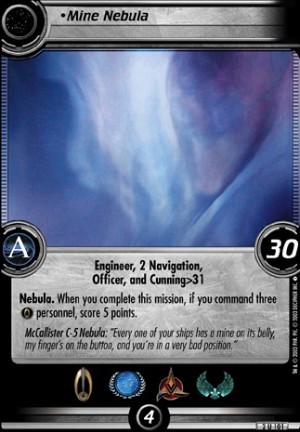 •Mine Nebula
A
30
Engineer, 2 Navigation,
Officer, and Cunning>31
Nebula. When you complete this mission, if you command three
personnel, score 5 points.
McCallister C-5 Nebula: "Every one of your ships has a mine on its belly,
my finger's on the button, and you're in a very bad position."
4